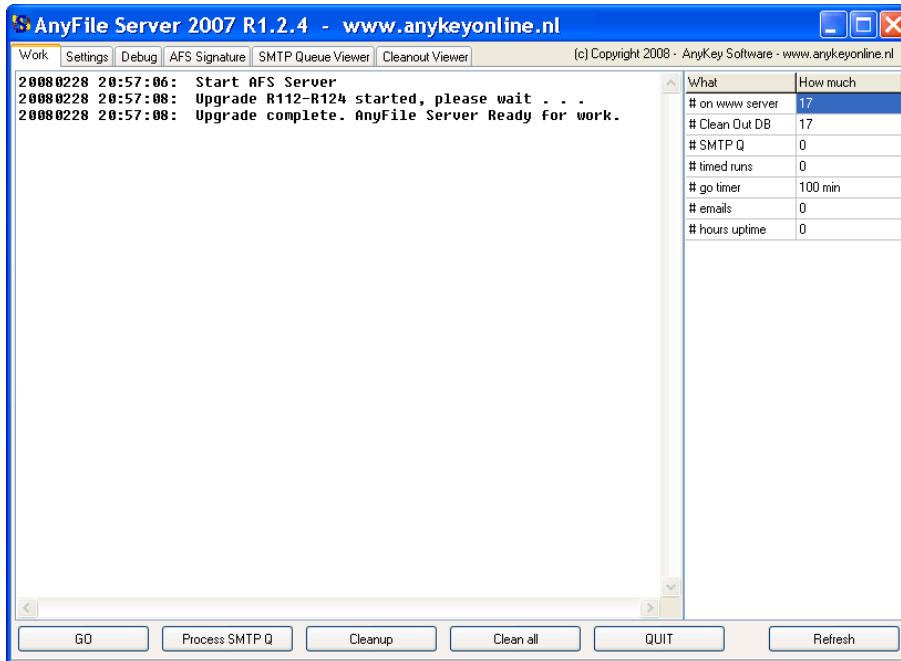 AnyFile Server 2007 R1.2.4 - www.anykeyonline.nl
Work Settings Debug AFS Signature SMTP Queue Viewer Cleanout Viewer (c) Copyright 2008 - AnyKey Software - www.anykeyonline.nl
20080228 20:57:06: Start AFS Server
20080228 20:57:08: Upgrade R112-R124 started, please wait . . .
20080228 20:57:08: Upgrade complete. AnyFile Server Ready for work.
What How much
# on www server 17
# Clean Out DB 17
# SMTP Q 0
# timed runs 0
# go timer 100 min
# emails 0
# hours uptime 0
GO Process SMTP Q Cleanup Clean all QUIT Refresh